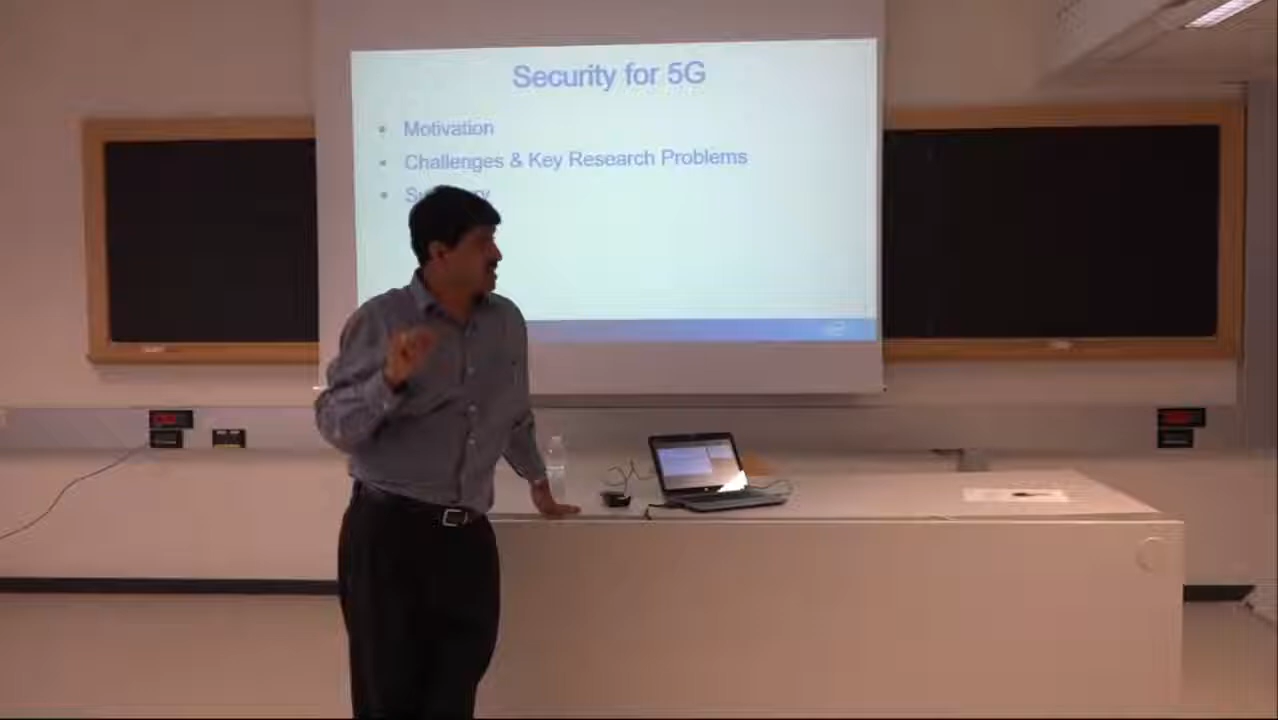 Security for 5G
• Motivation
• Challenges & Key Research Problems